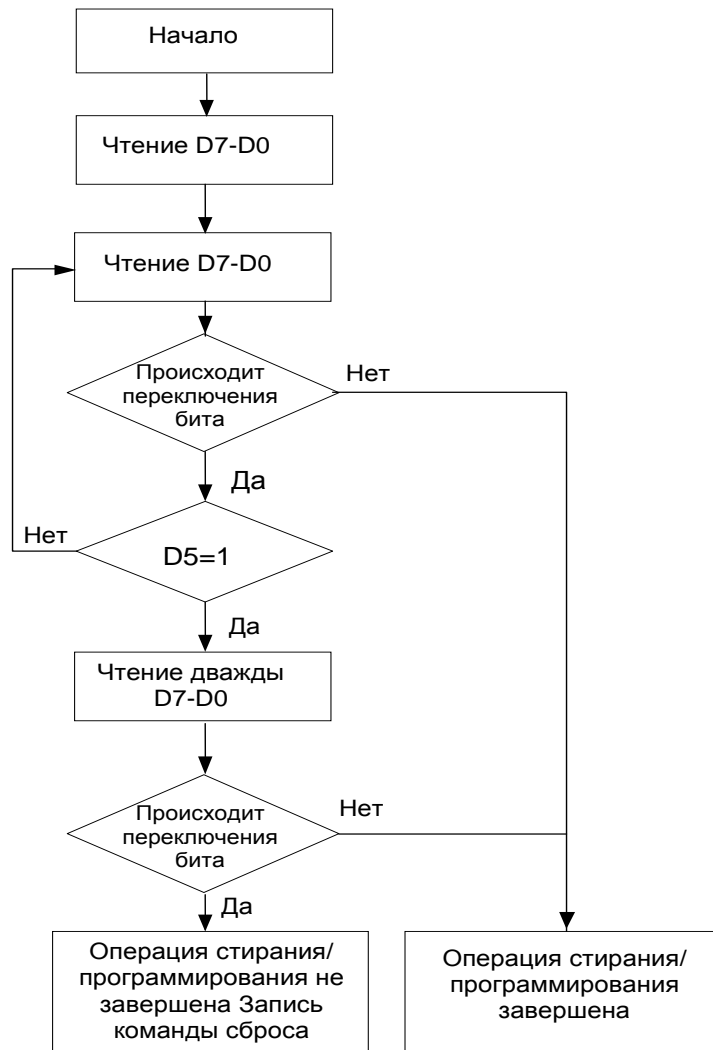 Начало
Чтение D7-D0
Чтение D7-D0
Происходит
переключения
бита
Нет
Да
Нет
D5=1
Да
Чтение дважды
D7-D0
Происходит
переключения
бита
Нет
Да
Операция стирания/
программирования не
завершена Запись
команды сброса
Операция стирания/
программирования
завершена